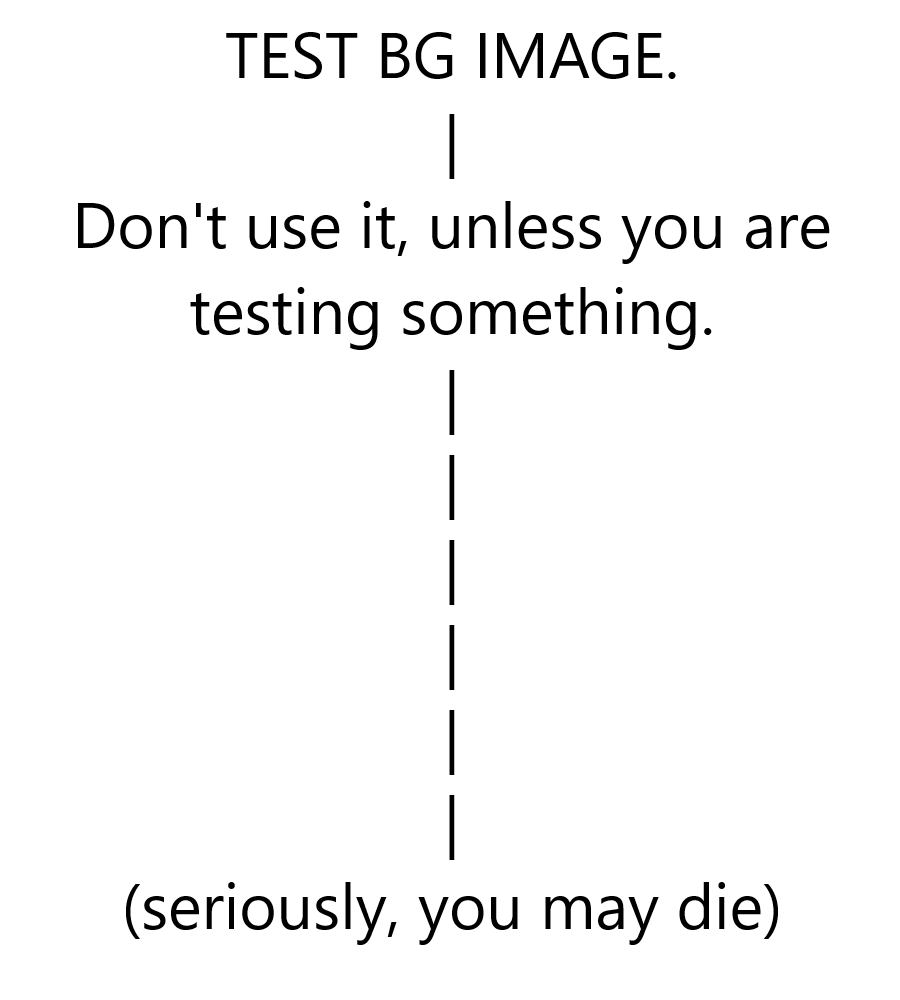 TEST BG IMAGE.
|
Don't use it, unless you are
testing something.
|
|
|
|
|
|
(seriously, you may die)